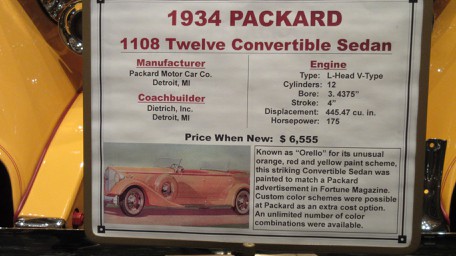 1934 PACKARD
1108 Twelve Convertible Sedan
Manufacturer
Packard Motor Car Co.
Detroit, MI
Coachbuilder
Dietrich, Inc.
Detroit, MI
Engine
Type: L-Head V-Type
Cylinders: 12
Bore: 3. 4375"
Stroke: 4"
Displacement: 445.47 cu. in.
Horsepower: 175
Price When New: $ 6,555
Known as "Orello" for its unusual
orange, red and yellow paint scheme,
this striking Convertible Sedan was
painted to match a Packard
advertisement in Fortune Magazine.
Custom color schemes were possible
at Packard as an extra cost option.
An unlimited number of color
combinations were available.